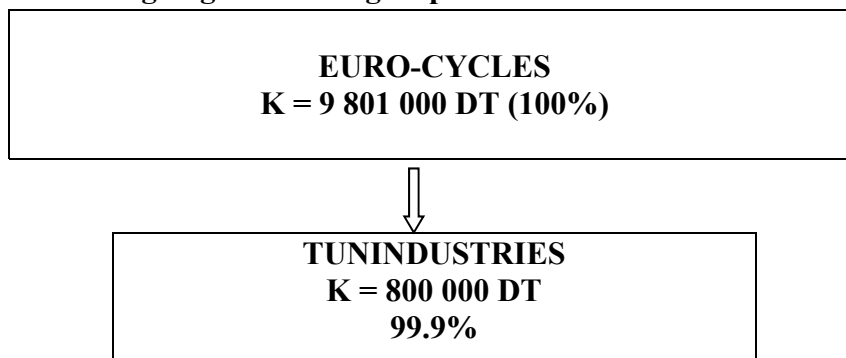 EURO-CYCLES
K = 9 801 000 DT (100%)
TUNINDUSTRIES
K = 800 000 DT
99.9%